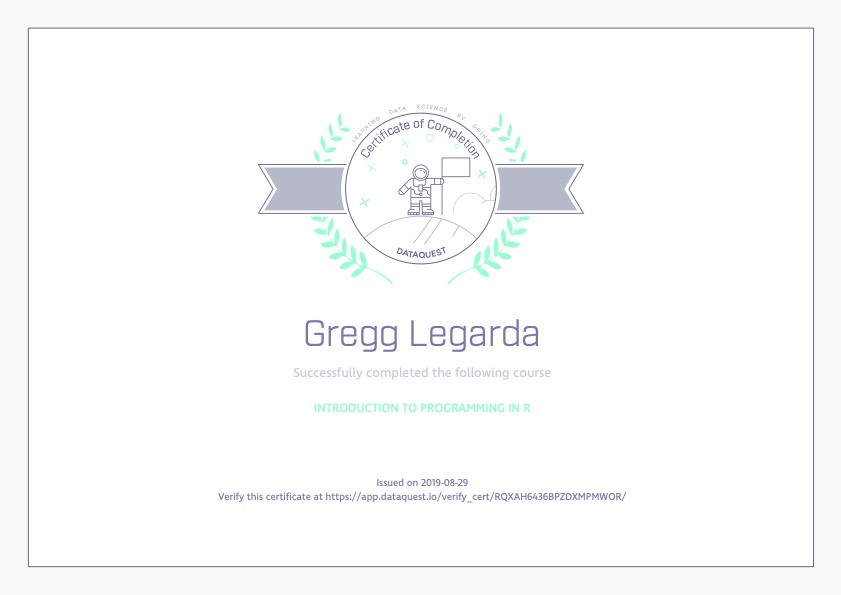 LEARNING DATA SCIENCE BY DOING
Certificate of Completion
DATAQUEST
Gregg Legarda
Successfully completed the following course
INTRODUCTION TO PROGRAMMING IN R
Issued on 2019-08-29
Verify this certificate at https://app.dataquest.io/verify_cert/RQXAH6436BPZDXMPMWOR/